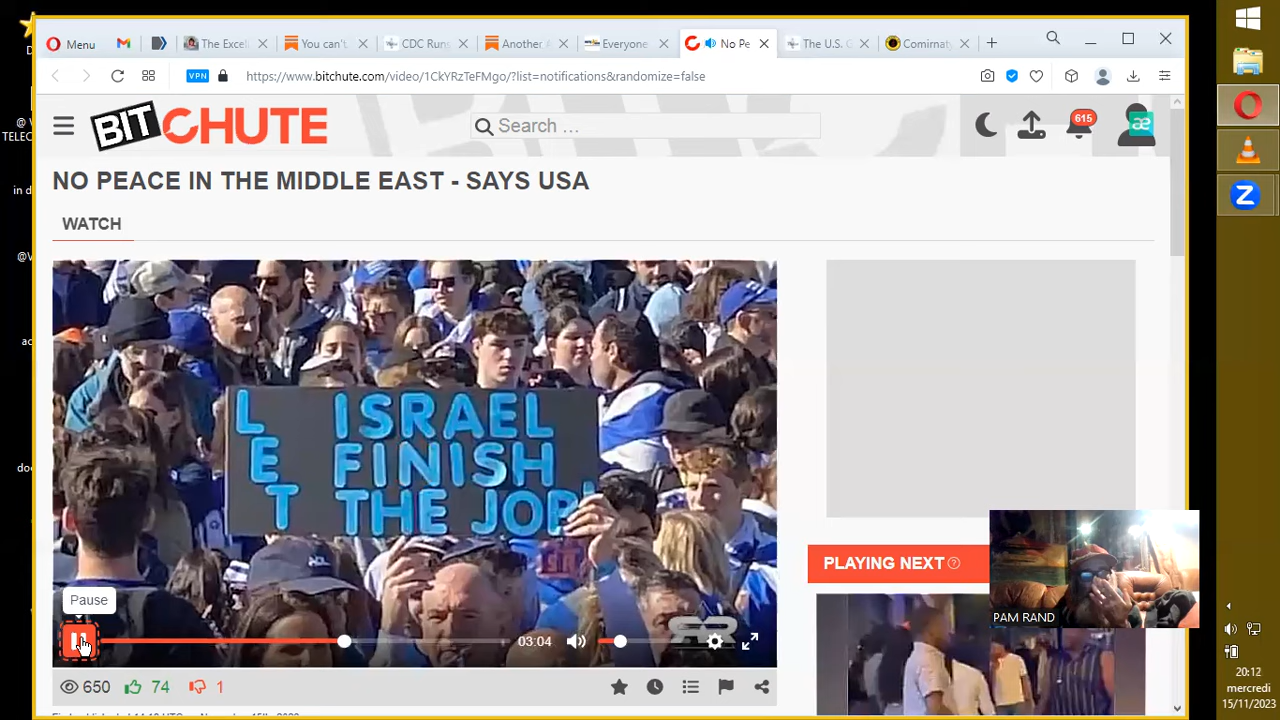 Menu
The Excell
You can't.
CDC Runs
Another A
Everyone
No Pe
The U.S. C
Comirnaty
VPN
https://www.bitchute.com/video/1CkYRzTeFMgo/?list=notifications&randomize=false
BITCHUTE
Search ...
615
æ
NO PEACE IN THE MIDDLE EAST - SAYS USA
WATCH
LET ISRAEL
FINISH
THE JOB!
Pause
03:04
650
74
1
PLAYING NEXT
PAM RAND
20:12
mercredi
15/11/2023